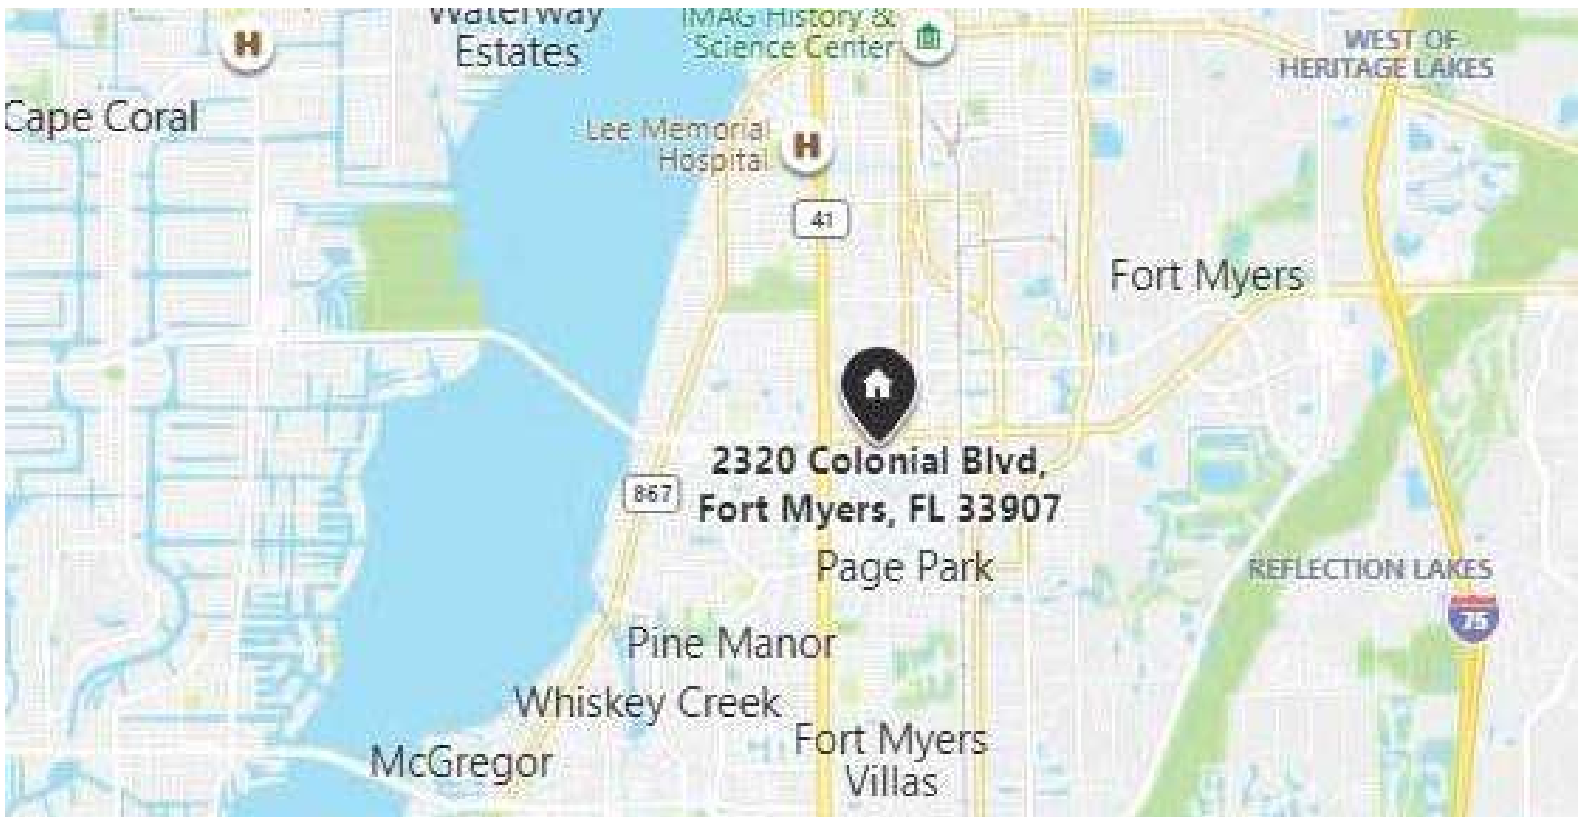 Waterway
Estates
IMAG History &
Science Center
WEST OF
HERITAGE LAKES
H
Cape Coral
Lee Memorial
Hospital
H
41
Fort Myers
2320 Colonial Blvd,
Fort Myers, FL 33907
867
Page Park
REFLECTION LAKES
75
Pine Manor
Whiskey Creek
Fort Myers
Villas
McGregor